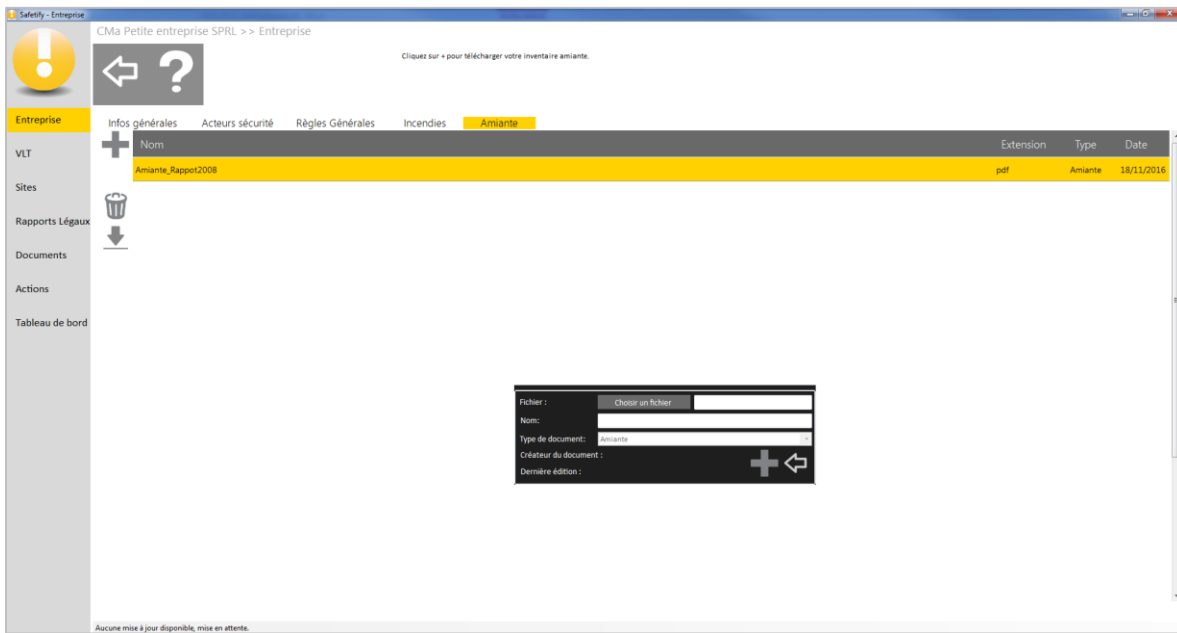 Safetify - Entreprise
CMa Petite entreprise SPRL >> Entreprise
Cliquez sur + pour télécharger votre inventaire amiante.
Entreprise
VLT
Sites
Rapports Légaux
Documents
Actions
Tableau de bord
Infos générales Acteurs sécurité Règles Générales Incendies Amiante
Nom Extension Type Date
Amiante_Rappot2008 pdf Amiante 18/11/2016
Fichier : Choisir un fichier
Nom:
Type de document: Amiante
Créateur du document :
Dernière édition :
Aucune mise à jour disponible, mise en attente.